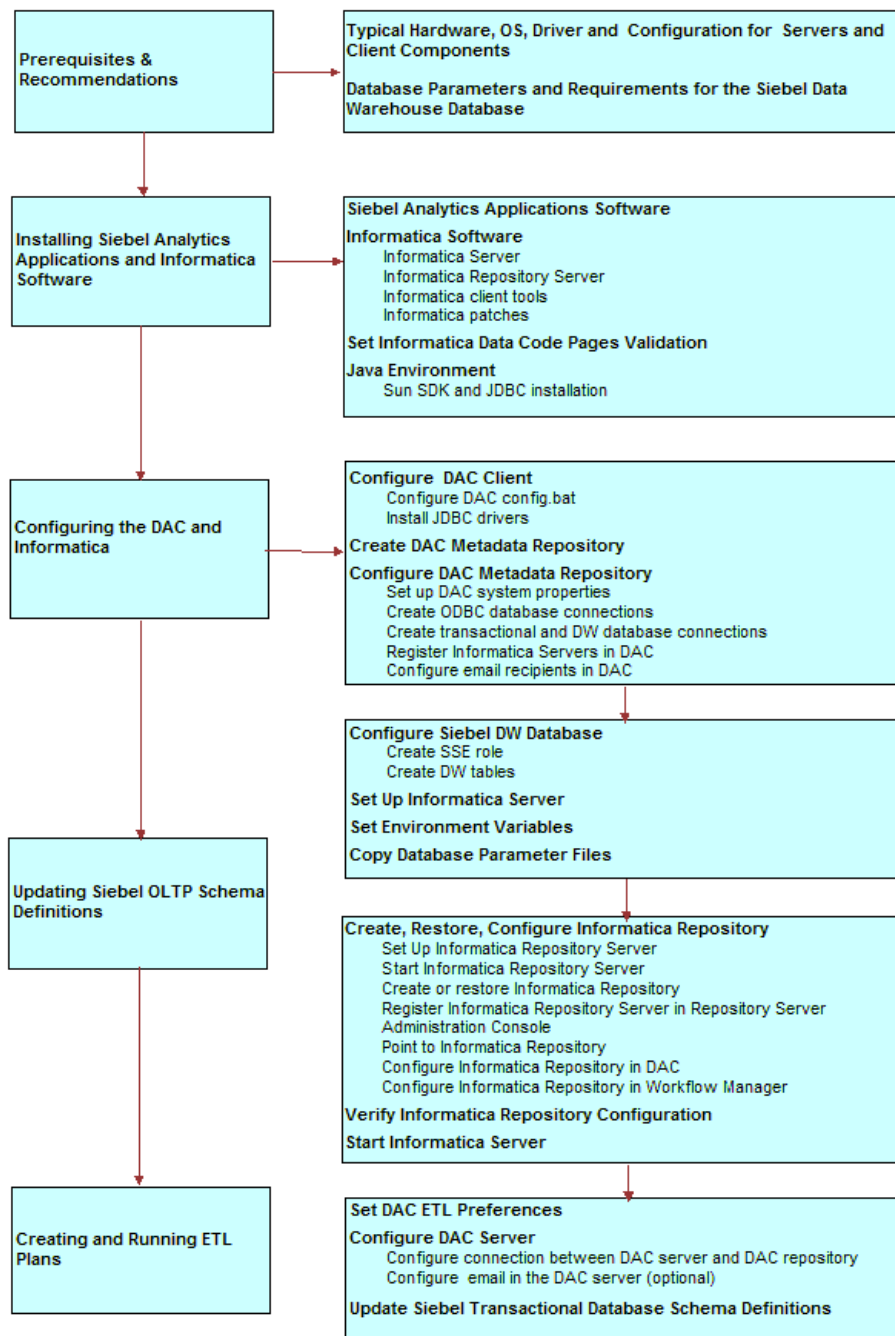 Prerequisites &
Recommendations
Typical Hardware, OS, Driver and Configuration for Servers and
Client Components
Database Parameters and Requirements for the Siebel Data
Warehouse Database
Installing Siebel Analytics
Applications and Informatica
Software
Siebel Analytics Applications Software
Informatica Software
Informatica Server
Informatica Repository Server
Informatica client tools
Informatica patches
Set Informatica Data Code Pages Validation
Java Environment
Sun SDK and JDBC installation
Configuring the DAC and
Informatica
Configure DAC Client
Configure DAC config.bat
Install JDBC drivers
Create DAC Metadata Repository
Configure DAC Metadata Repository
Set up DAC system properties
Create ODBC database connections
Create transactional and DW database connections
Register Informatica Servers in DAC
Configure email recipients in DAC
Configure Siebel DW Database
Create SSE role
Create DW tables
Set Up Informatica Server
Set Environment Variables
Copy Database Parameter Files
Updating Siebel OLTP Schema
Definitions
Create, Restore, Configure Informatica Repository
Set Up Informatica Repository Server
Start Informatica Repository Server
Create or restore Informatica Repository
Register Informatica Repository Server in Repository Server
Administration Console
Point to Informatica Repository
Configure Informatica Repository in DAC
Configure Informatica Repository in Workflow Manager
Verify Informatica Repository Configuration
Start Informatica Server
Creating and Running ETL
Plans
Set DAC ETL Preferences
Configure DAC Server
Configure connection between DAC server and DAC repository
Configure email in the DAC server (optional)
Update Siebel Transactional Database Schema Definitions